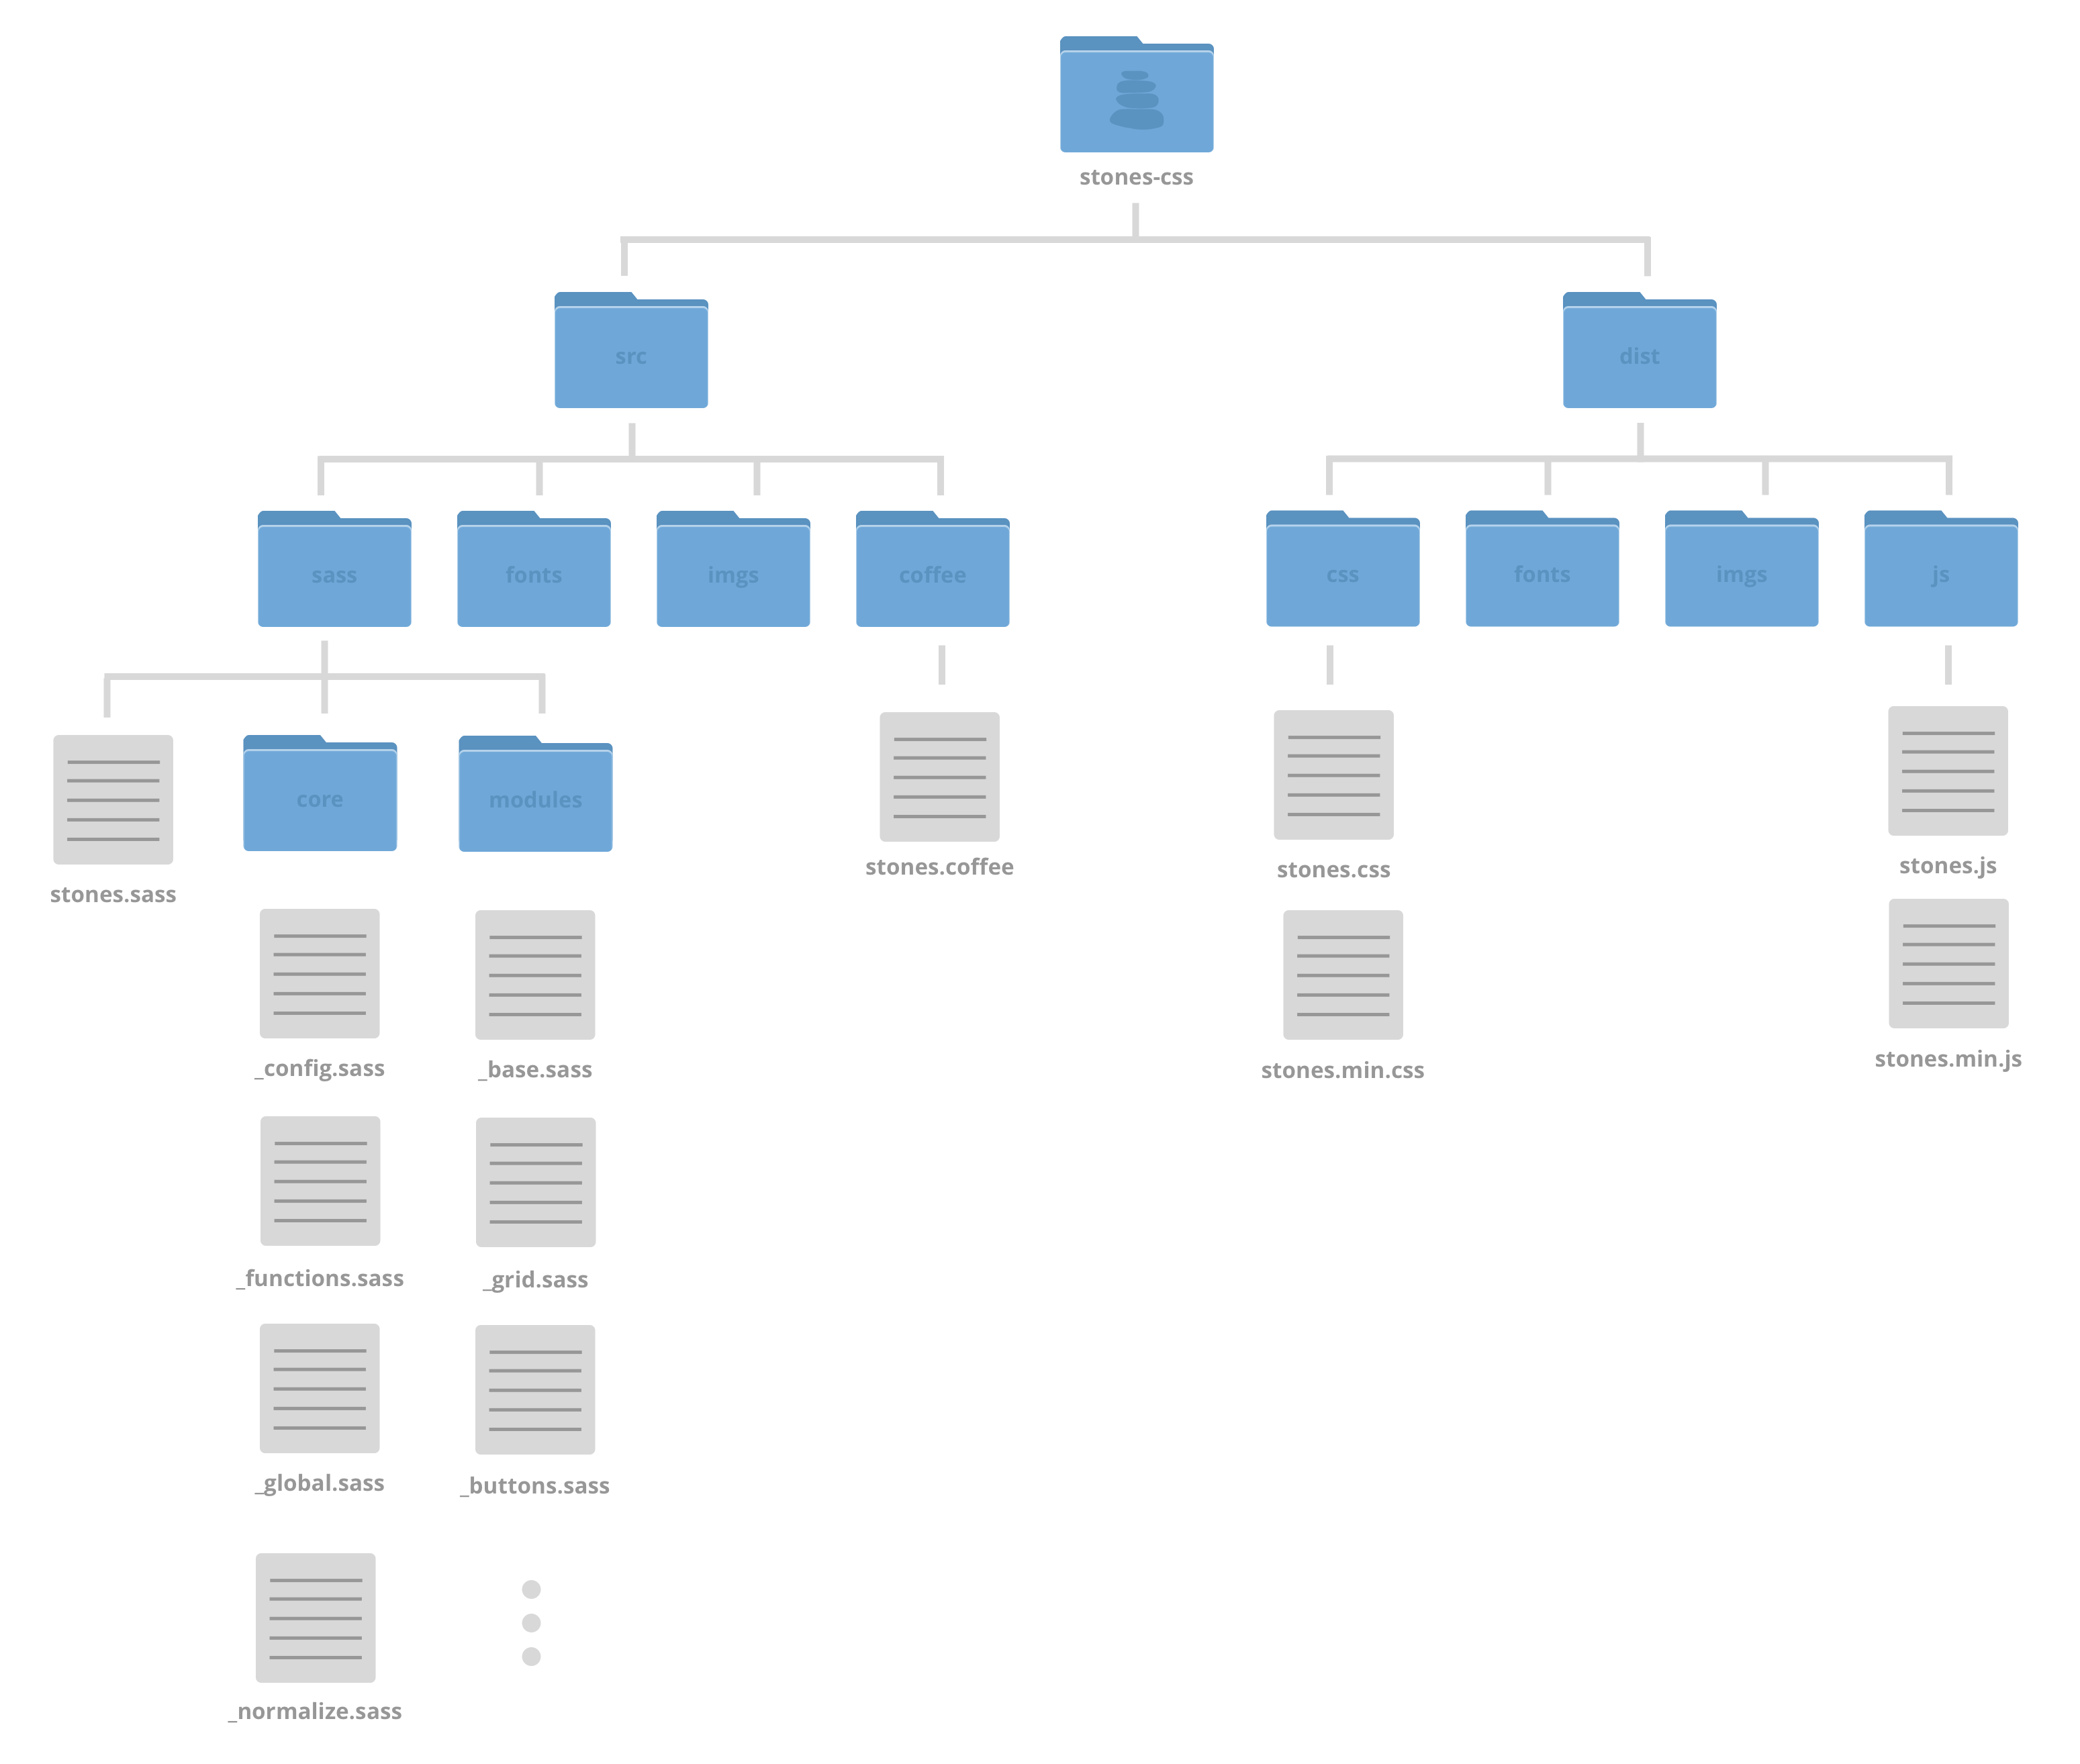 stones-css
src
dist
sass
fonts
imgs
coffee
css
fonts
imgs
js
core
modules
stones.coffee
stones.css
stones.js
stones.sass
_config.sass
_base.sass
stones.min.css
stones.min.js
_functions.sass
_grid.sass
_global.sass
_buttons.sass
_normalize.sass